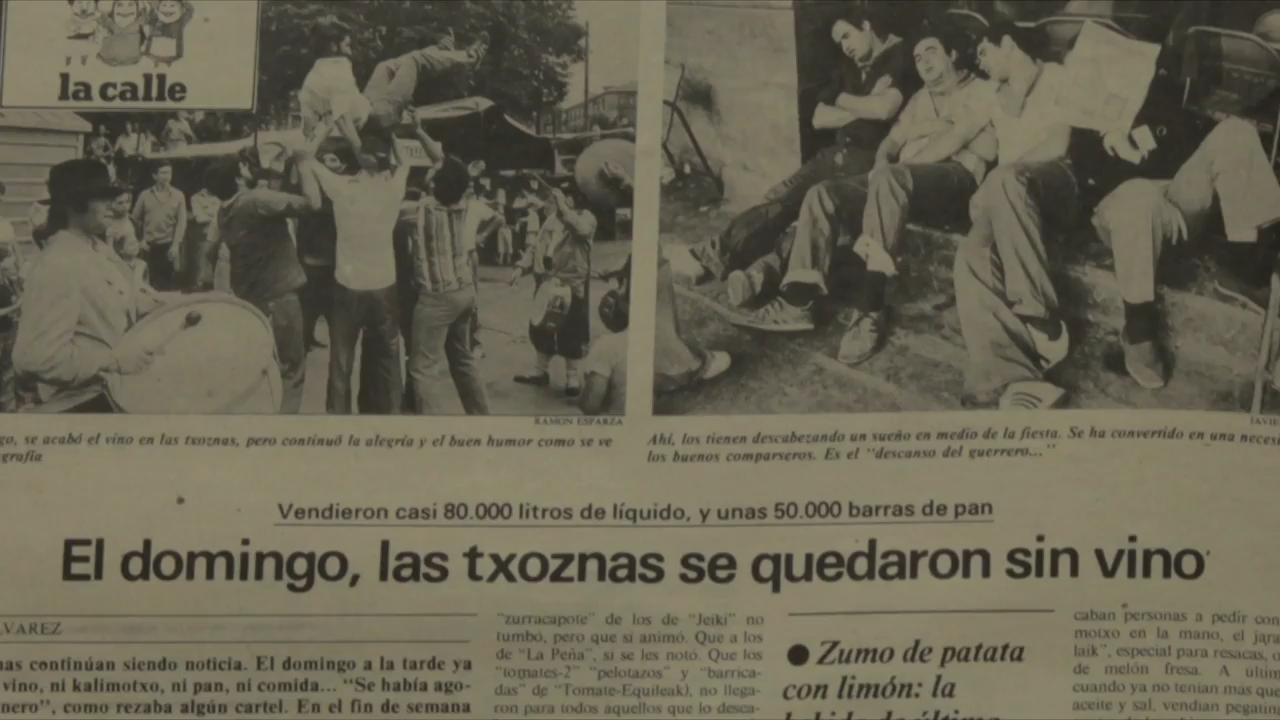 la calle
RAMON ESPARZA
go, se acabó el vino en las txoznas, pero continuó la alegría y el buen humor como se ve
grafía
JAVIE
Ahí, los tienen descabezando un sueño en medio de la fiesta. Se ha convertido en una necesi
los buenos comparseros. Es el "descanso del guerrero..."
Vendieron casi 80.000 litros de líquido, y unas 50.000 barras de pan
El domingo, las txoznas se quedaron sin vino
LVAREZ
nas continúan siendo noticia. El domingo a la tarde ya
vino, ni kalimotxo, ni pan, ni comida... "Se había ago-
nero", como rezaba algún cartel. En el fin de semana
"zurracapote" de los de "Jeiki" no
tumbó, pero que sí animó. Que a los
de "La Peña", si se les notó. Que los
"tomates-2" "pelotazos" y "barrica-
das" de "Tomate-Equileak), no llega-
ron para todos aquellos que lo desca-
● Zumo de patata
con limón: la
bebida de última
caban personas a pedir con
motxo en la mano, el jara
laik", especial para resacas, o
de melón fresa. A ultim
cuando ya no tenían más que
aceite y sal, vendían pegatina